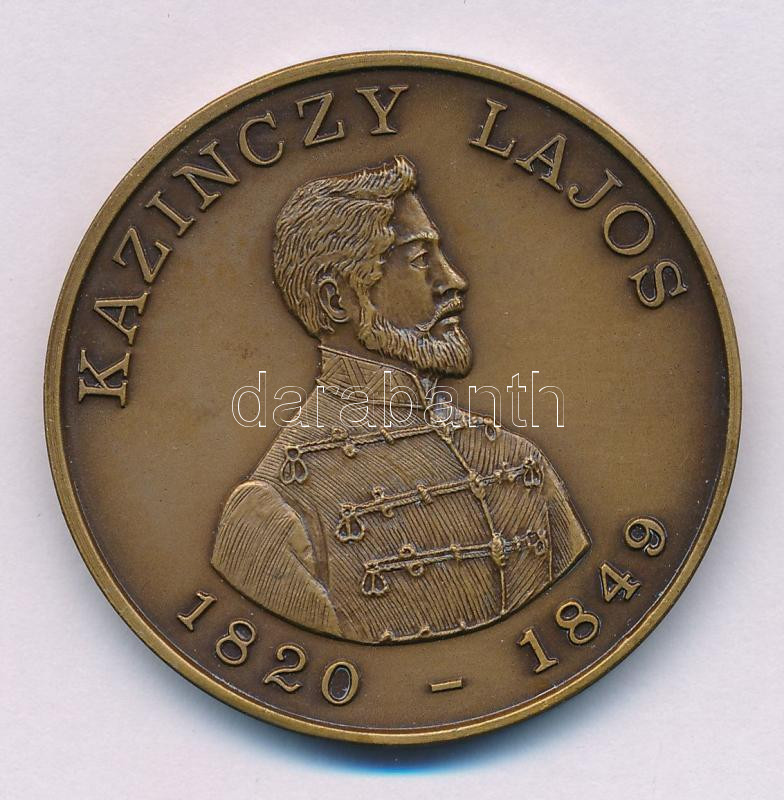 KAZINCZY LAJOS
darabanth
1820 - 1849